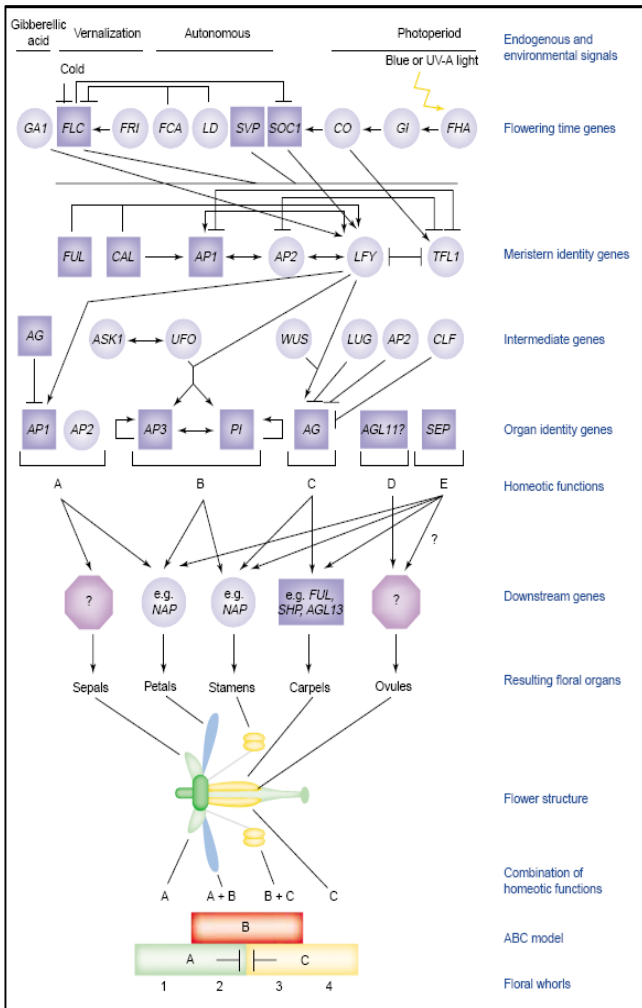 Gibberellic acid
Vernalization
Autonomous
Photoperiod
Endogenous and
environmental signals
Cold
Blue or UV-A light
GA1 FLC FRI FCA LD SVP SOC1 CO GI FHA
Flowering time genes
FUL CAL AP1 AP2 LFY TFL1
Meristern identity genes
AG ASK1 UFO WUS LUG AP2 CLF
Intermediate genes
AP1 AP2 AP3 PI AG AGL11? SEP
Organ identity genes
A B C D E
Homeotic functions
?
?
e.g.
NAP
e.g.
NAP
e.g. FUL,
SHP, AGL13
?
Downstream genes
Sepals Petals Stamens Carpels Ovules
Resulting floral organs
Flower structure
A A + B B + C C
Combination of
homeotic functions
B
A C
ABC model
1 2 3 4
Floral whorls